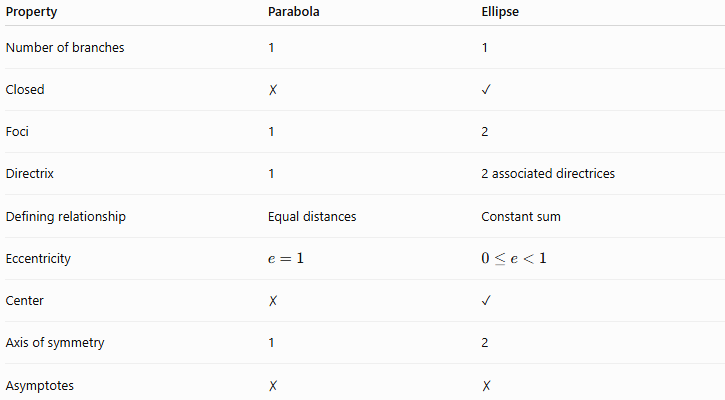 Property Parabola Ellipse
Number of branches 1 1
Closed ✗ ✓
Foci 1 2
Directrix 1 2 associated directrices
Defining relationship Equal distances Constant sum
Eccentricity e = 1 0 ≤ e < 1
Center ✗ ✓
Axis of symmetry 1 2
Asymptotes ✗ ✗